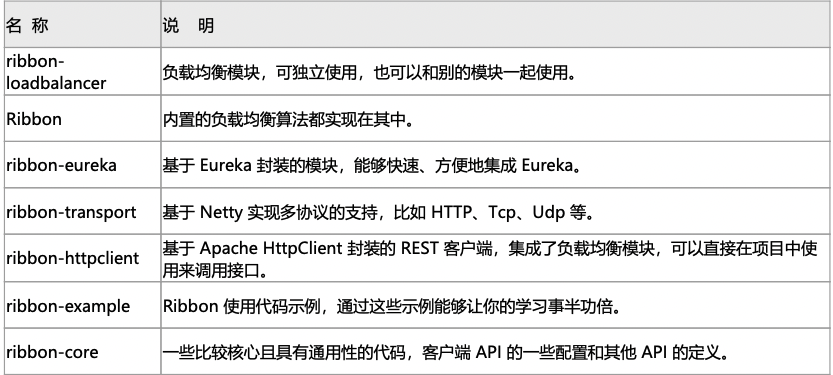 名 称 说 明
ribbon-
loadbalancer
负载均衡模块，可独立使用，也可以和别的模块一起使用。
Ribbon 内置的负载均衡算法都实现在其中。
ribbon-eureka 基于 Eureka 封装的模块，能够快速、方便地集成 Eureka。
ribbon-transport 基于 Netty 实现多协议的支持，比如 HTTP、Tcp、Udp 等。
ribbon-httpclient
基于 Apache HttpClient 封装的 REST 客户端，集成了负载均衡模块，可以直接在项目中使
用来调用接口。
ribbon-example Ribbon 使用代码示例，通过这些示例能够让你的学习事半功倍。
ribbon-core 一些比较核心且具有通用性的代码，客户端 API 的一些配置和其他 API 的定义。